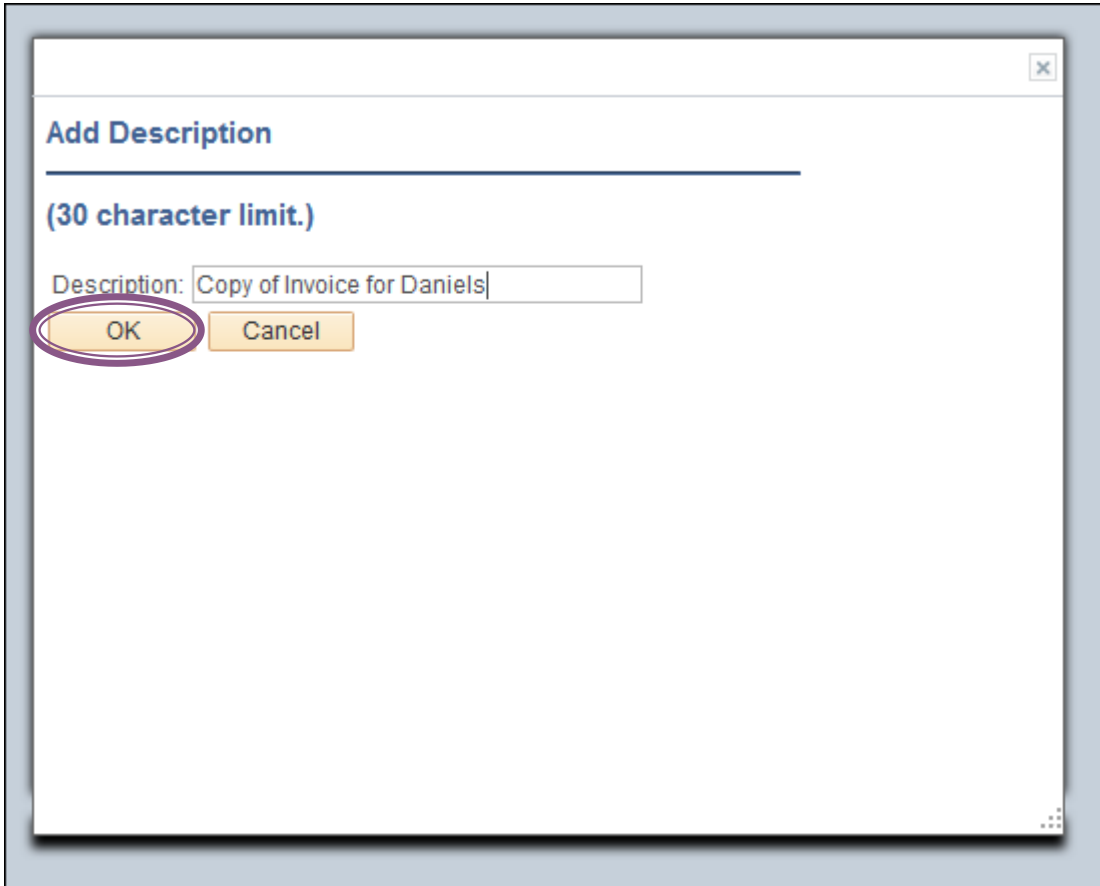 Add Description
(30 character limit.)
Description: Copy of Invoice for Daniels
OK Cancel